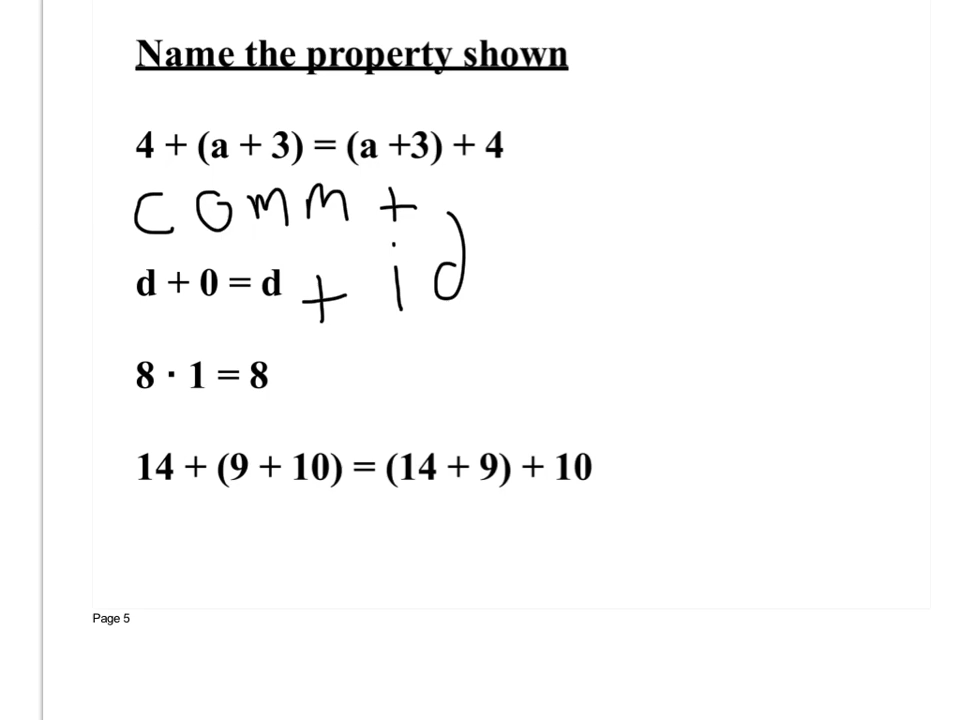 Name the property shown
4 + (a + 3) = (a +3) + 4
comm +
d + 0 = d + id
8 · 1 = 8
14 + (9 + 10) = (14 + 9) + 10
Page 5